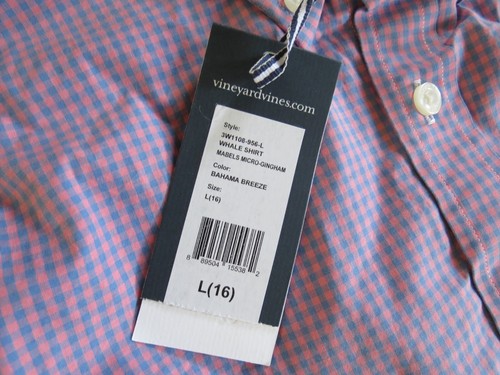 vineyardvines.com
Style:
3W1108-956-L
WHALE SHIRT
MABELS MICRO-GINGHAM
Color:
BAHAMA BREEZE
Size:
L(16)
8 89504 15538 2
L(16)